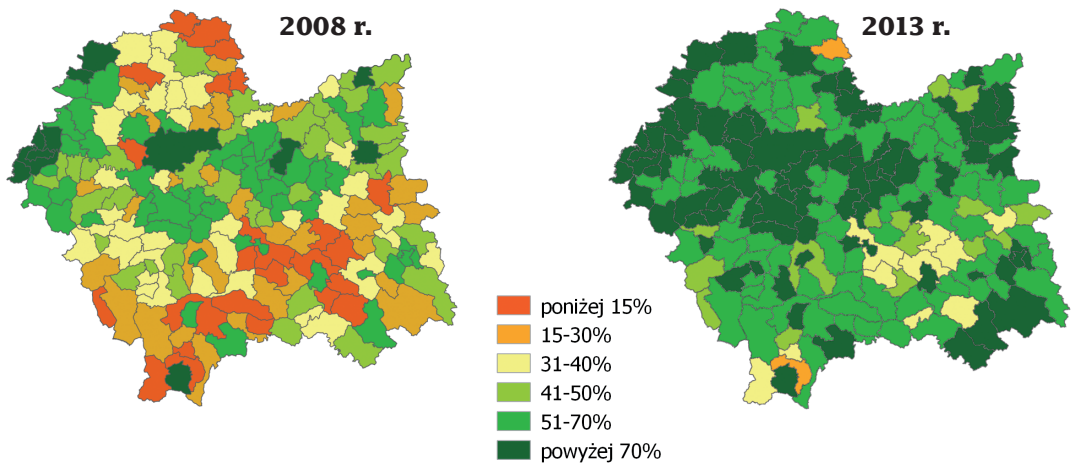 2008 r.
2013 r.
poniżej 15%
15-30%
31-40%
41-50%
51-70%
powyżej 70%